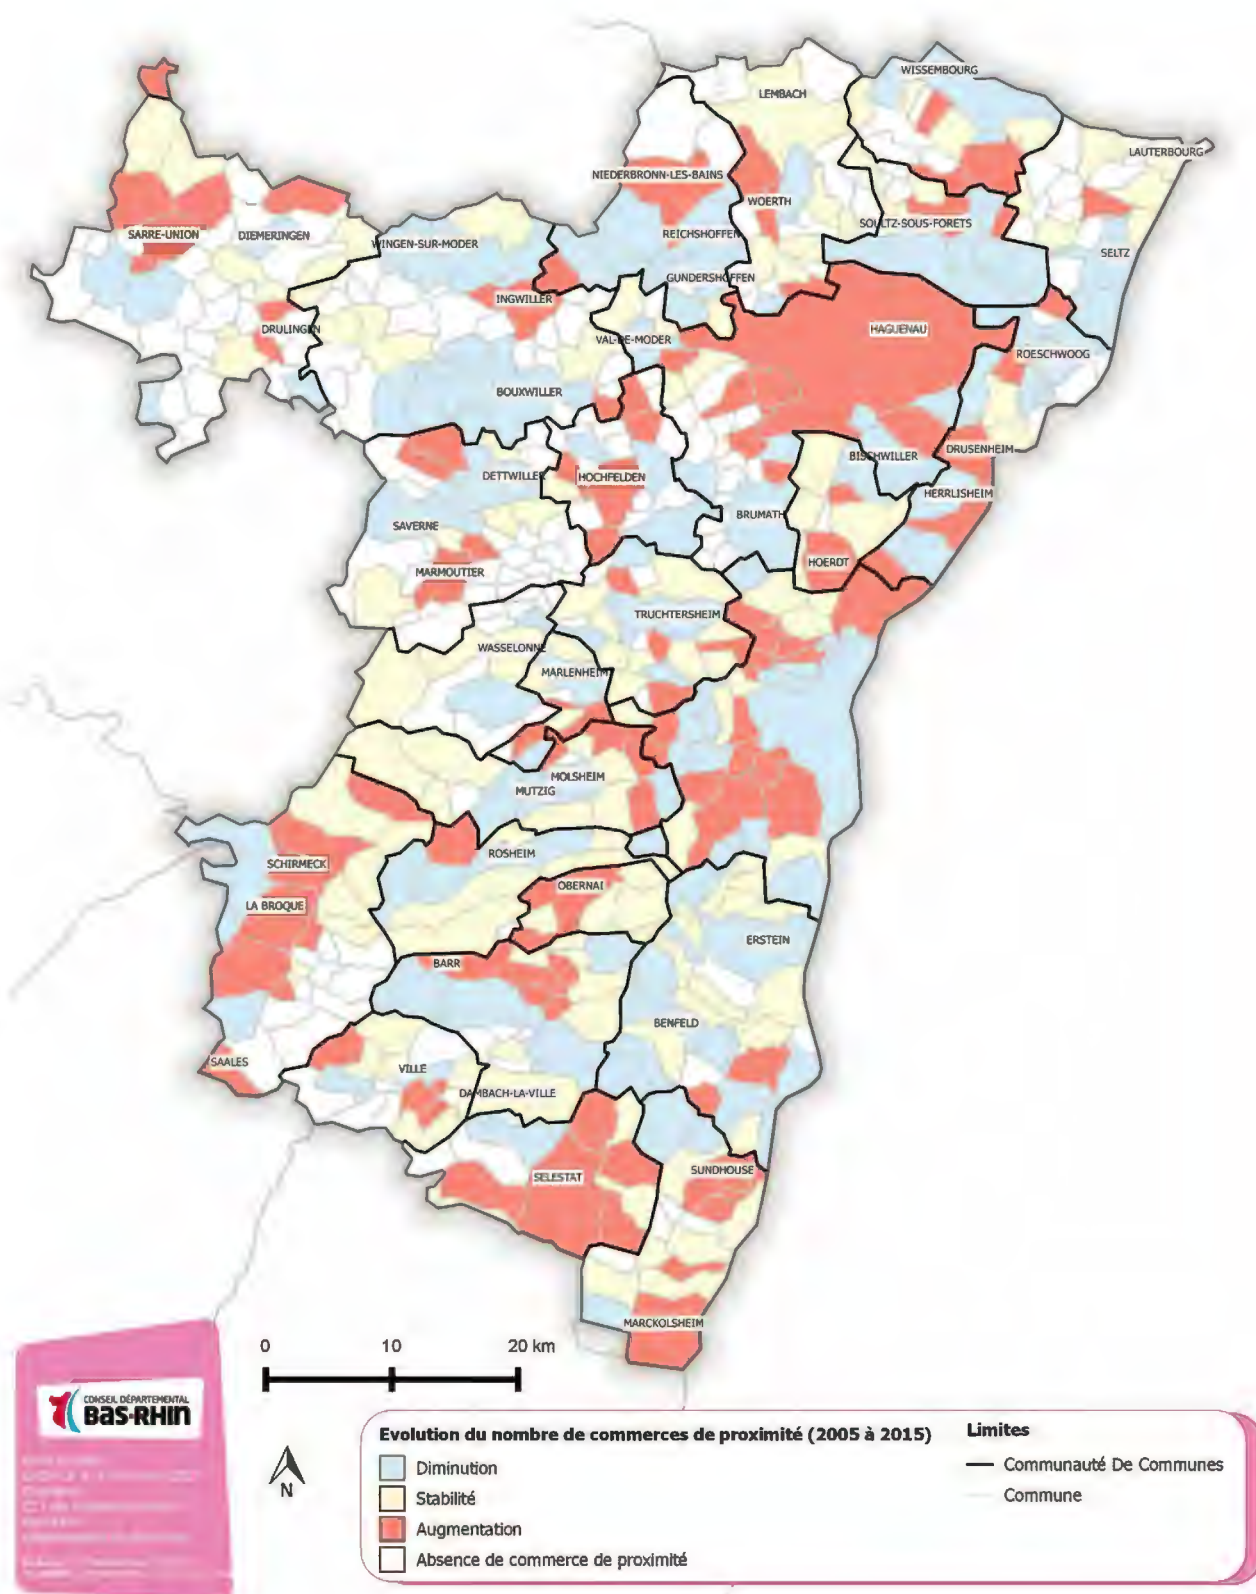 WISSEMBOURG
LEMBACH
LAUTERBOURG
NIEDERBRONN-LES-BAINS
WOERTH
SOULTZ-SOUS-FORETS
SARRE-UNION
DIEMERINGEN
WINGEN-SUR-MODER
REICHSHOFFEN
SELTZ
GUNDERSHOFFEN
INGWILLER
DRULINGEN
HAGUENAU
VAL-DE-MODER
ROESCHWOOG
BOUXWILLER
BISCHWILLER
DRUSENHEIM
DETTWILLER
HOCHFELDEN
HERRLISHEIM
BRUMATH
SAVERNE
HOERDT
MARMOUTIER
TRUCHTERSHEIM
WASSELONNE
MARLENHEIM
MOLSHEIM
MUTZIG
ROSHEIM
SCHIRMECK
OBERNAI
LA BROQUE
ERSTEIN
BARR
BENFELD
SAALES
VILLE
DAMBACH-LA-VILLE
SELESTAT
SUNDHOUSE
MARCKOLSHEIM
0 10 20 km
CONSEIL DÉPARTEMENTAL
BaS-RHIN
N
Evolution du nombre de commerces de proximité (2005 à 2015)
Diminution
Stabilité
Augmentation
Absence de commerce de proximité
Limites
Communauté De Communes
Commune